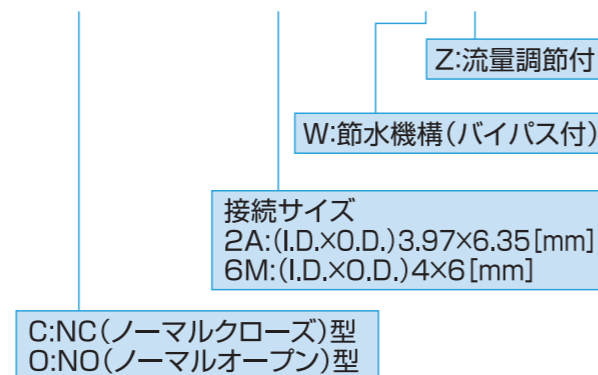 Z:流量調節付
W:節水機構(バイパス付)
接続サイズ
2A:(I.D.×O.D.)3.97×6.35[mm]
6M:(I.D.×O.D.)4×6[mm]
C:NC(ノーマルクローズ)型
O:NO(ノーマルオープン)型